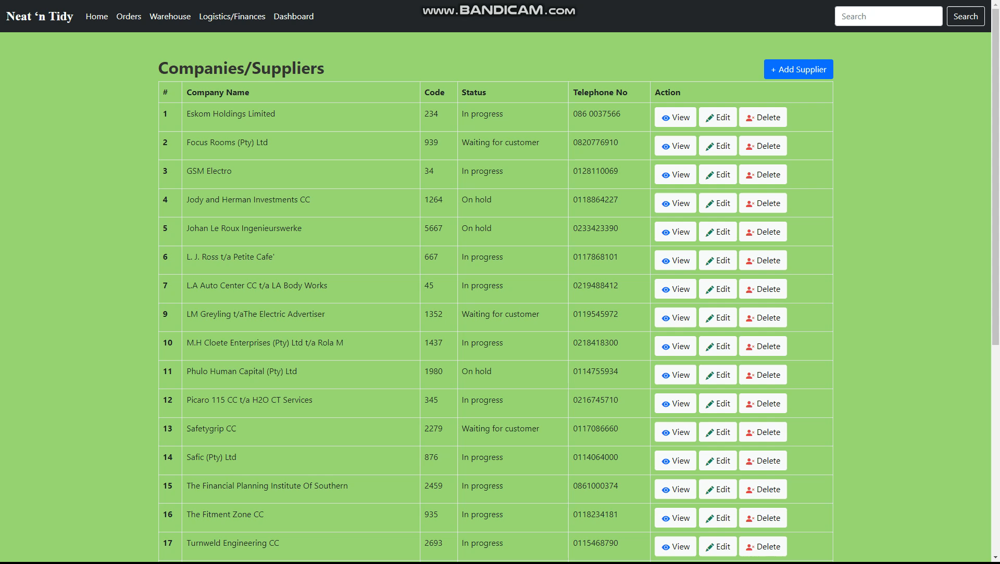 Neat ‘n Tidy Home Orders Warehouse Logistics/Finances Dashboard www.BANDICAM.com Search Search
Companies/Suppliers + Add Supplier
# Company Name Code Status Telephone No Action
1 Eskom Holdings Limited 234 In progress 086 0037566 View Edit Delete
2 Focus Rooms (Pty) Ltd 939 Waiting for customer 0820776910 View Edit Delete
3 GSM Electro 34 In progress 0128110069 View Edit Delete
4 Jody and Herman Investments CC 1264 On hold 0118864227 View Edit Delete
5 Johan Le Roux Ingenieurswerke 5667 On hold 0233423390 View Edit Delete
6 L. J. Ross t/a Petite Cafe' 667 In progress 0117868101 View Edit Delete
7 L.A Auto Center CC t/a LA Body Works 45 In progress 0219488412 View Edit Delete
9 LM Greyling t/aThe Electric Advertiser 1352 Waiting for customer 0119545972 View Edit Delete
10 M.H Cloete Enterprises (Pty) Ltd t/a Rola M 1437 In progress 0218418300 View Edit Delete
11 Phulo Human Capital (Pty) Ltd 1980 On hold 0114755934 View Edit Delete
12 Picaro 115 CC t/a H2O CT Services 345 In progress 0216745710 View Edit Delete
13 Safetygrip CC 2279 Waiting for customer 0117086660 View Edit Delete
14 Safic (Pty) Ltd 876 In progress 0114064000 View Edit Delete
15 The Financial Planning Institute Of Southern 2459 In progress 0861000374 View Edit Delete
16 The Fitment Zone CC 935 In progress 0118234181 View Edit Delete
17 Turnweld Engineering CC 2693 In progress 0115468790 View Edit Delete